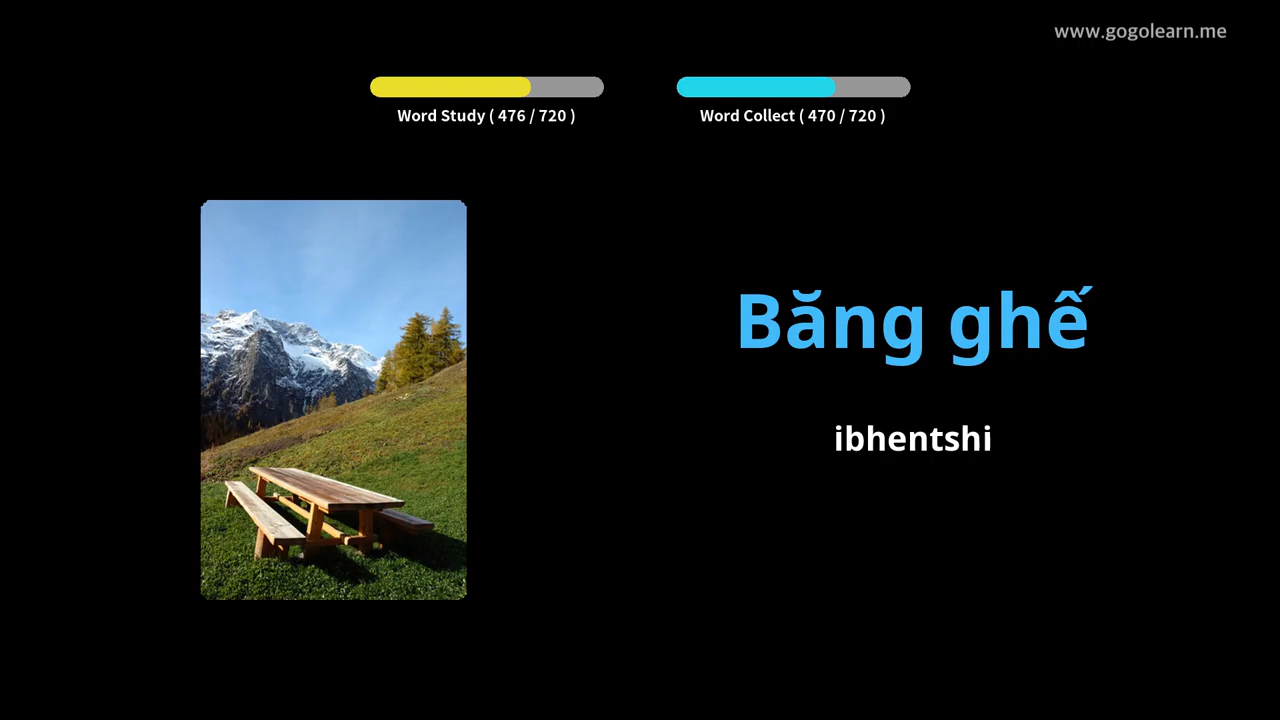 www.gogolearn.me
Word Study ( 476 / 720 )
Word Collect ( 470 / 720 )
Băng ghế
ibhentshi